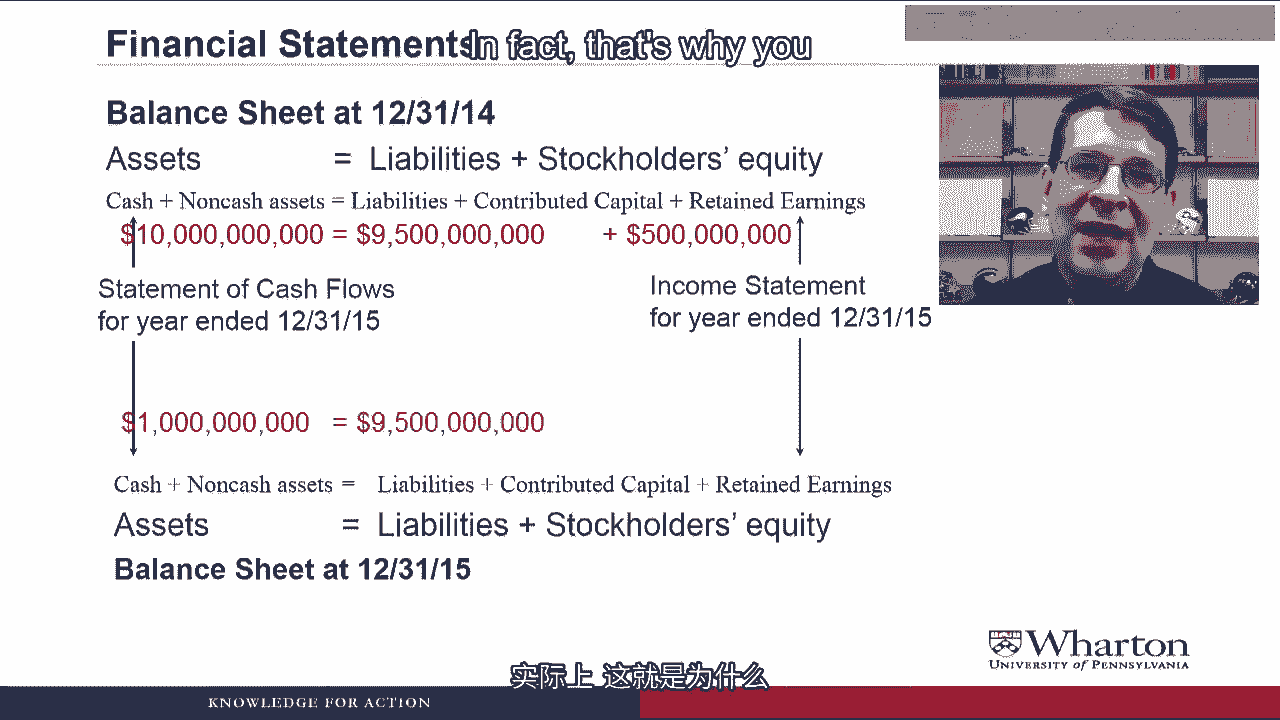 Financial Statements
In fact, that's why you
Balance Sheet at 12/31/14
Assets = Liabilities + Stockholders' equity
Cash + Noncash assets = Liabilities + Contributed Capital + Retained Earnings
$10,000,000,000 = $9,500,000,000 + $500,000,000
Statement of Cash Flows
for year ended 12/31/15
Income Statement
for year ended 12/31/15
$1,000,000,000 = $9,500,000,000
Cash + Noncash assets = Liabilities + Contributed Capital + Retained Earnings
Assets = Liabilities + Stockholders' equity
Balance Sheet at 12/31/15
Wharton
UNIVERSITY of PENNSYLVANIA
实际上 这就是为什么
KNOWLEDGE FOR ACTION